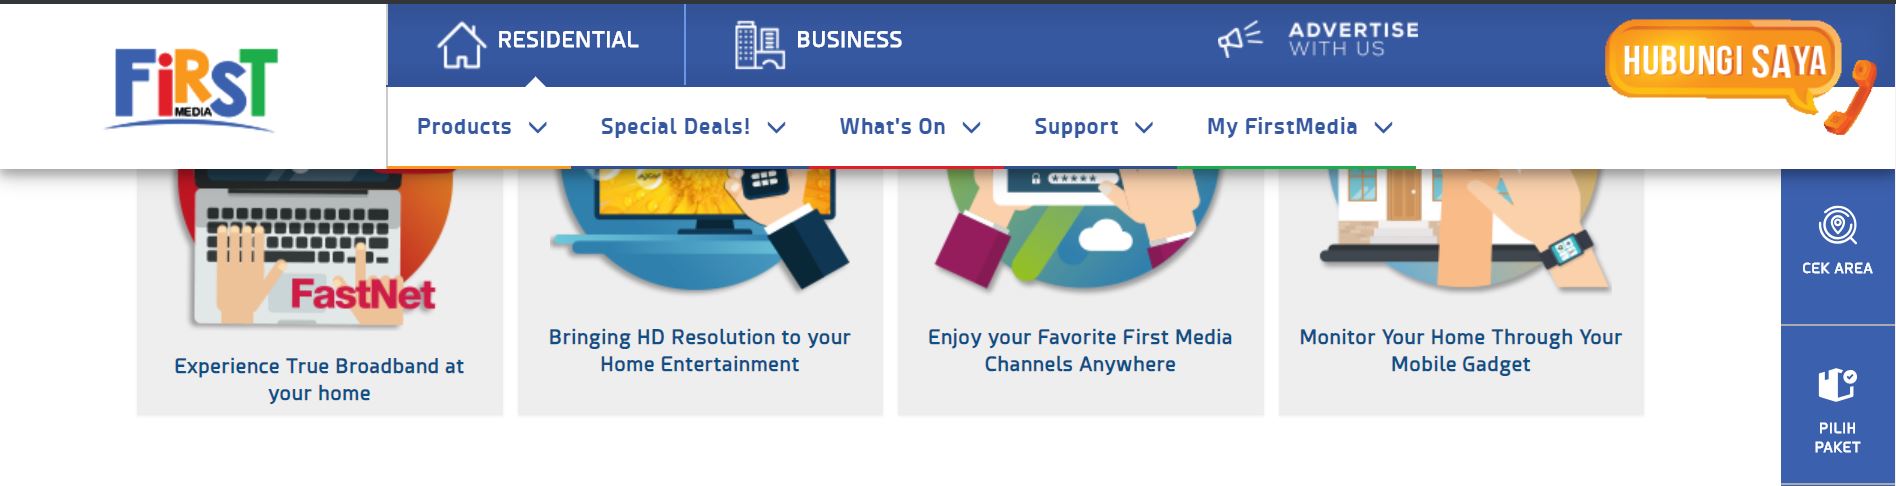 FiRST
MEDIA
RESIDENTIAL
BUSINESS
ADVERTISE
WITH US
HUBUNGI SAYA
Products
Special Deals!
What's On
Support
My FirstMedia
FastNet
*****
Experience True Broadband at
your home
Bringing HD Resolution to your
Home Entertainment
Enjoy your Favorite First Media
Channels Anywhere
Monitor Your Home Through Your
Mobile Gadget
CEK AREA
PILIH
PAKET